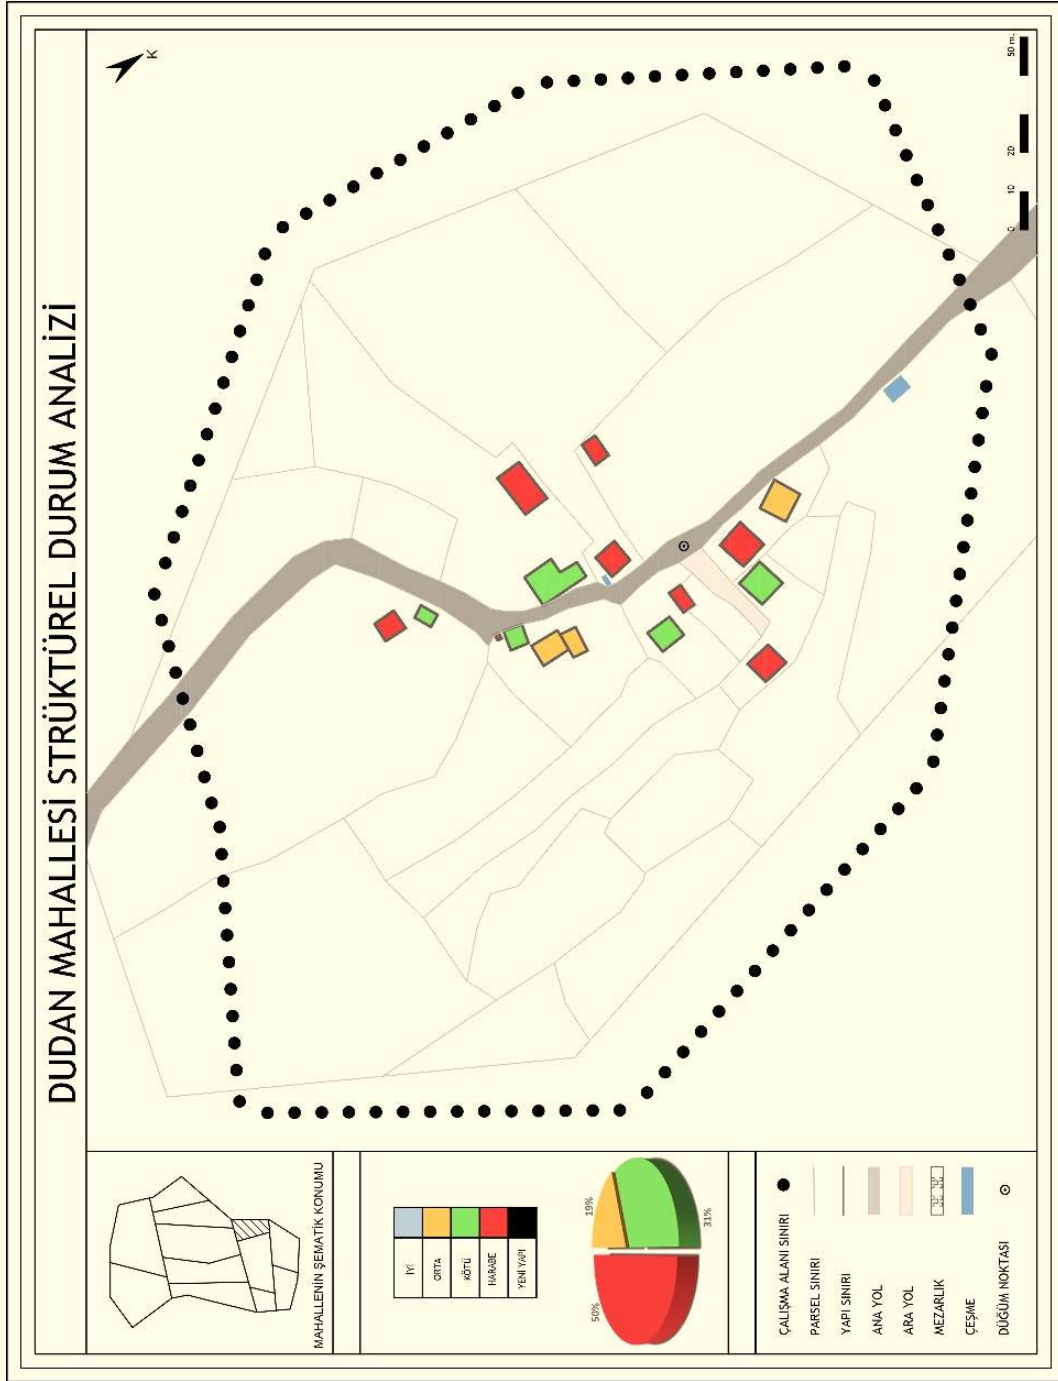 DUDAN MAHALLESİ STRÜKTÜREL DURUM ANALİZİ
K
0 10 20 50 m.
MAHALLENİN ŞEMATİK KONUMU
İYİ
ORTA
KÖTÜ
HARABE
YENİ YAPI
50%
19%
31%
ÇALIŞMA ALANI SINIRI
PARSEL SINIRI
YAPI SINIRI
ANA YOL
ARA YOL
MEZARLIK
ÇEŞME
DÜĞÜM NOKTASI